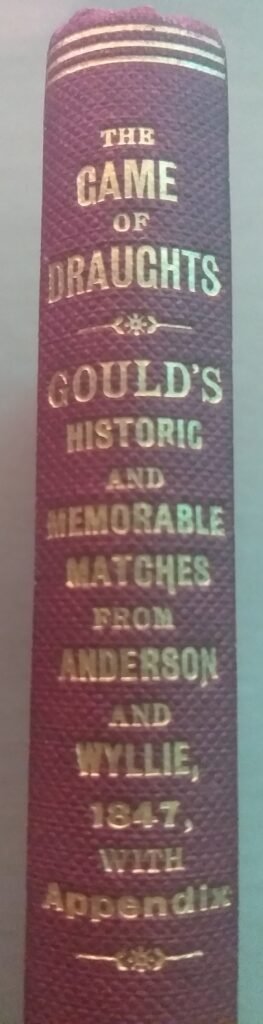 THE
GAME
OF
DRAUGHTS
GOULD'S
HISTORIC
AND
MEMORABLE
MATCHES
FROM
ANDERSON
AND
WYLLIE,
1847,
WITH
Appendix